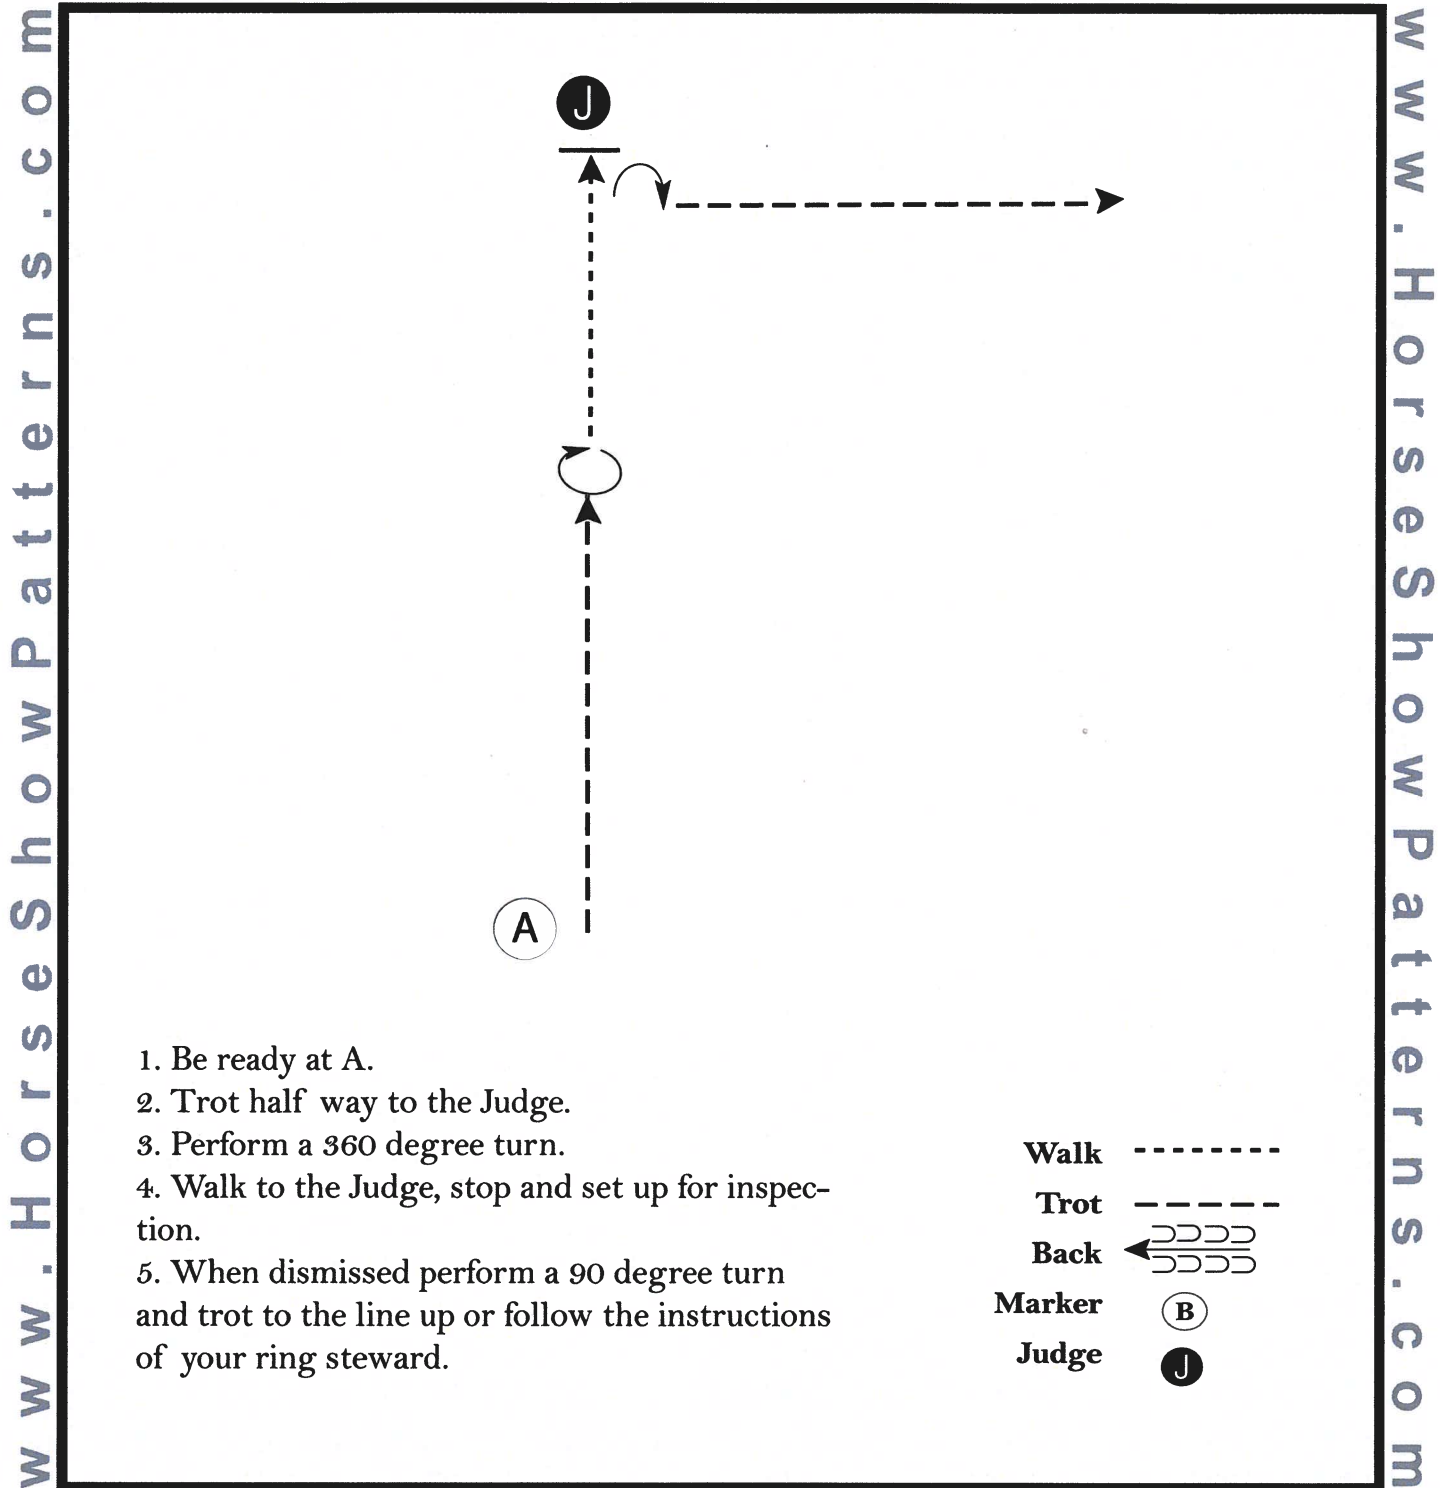 www.HorseShowPatterns.com
J
A
1. Be ready at A.
2. Trot half way to the Judge.
3. Perform a 360 degree turn.
4. Walk to the Judge, stop and set up for inspec-
tion.
5. When dismissed perform a 90 degree turn
and trot to the line up or follow the instructions
of your ring steward.
Walk
Trot
Back
Marker B
Judge J
www.HorseShowPatterns.com